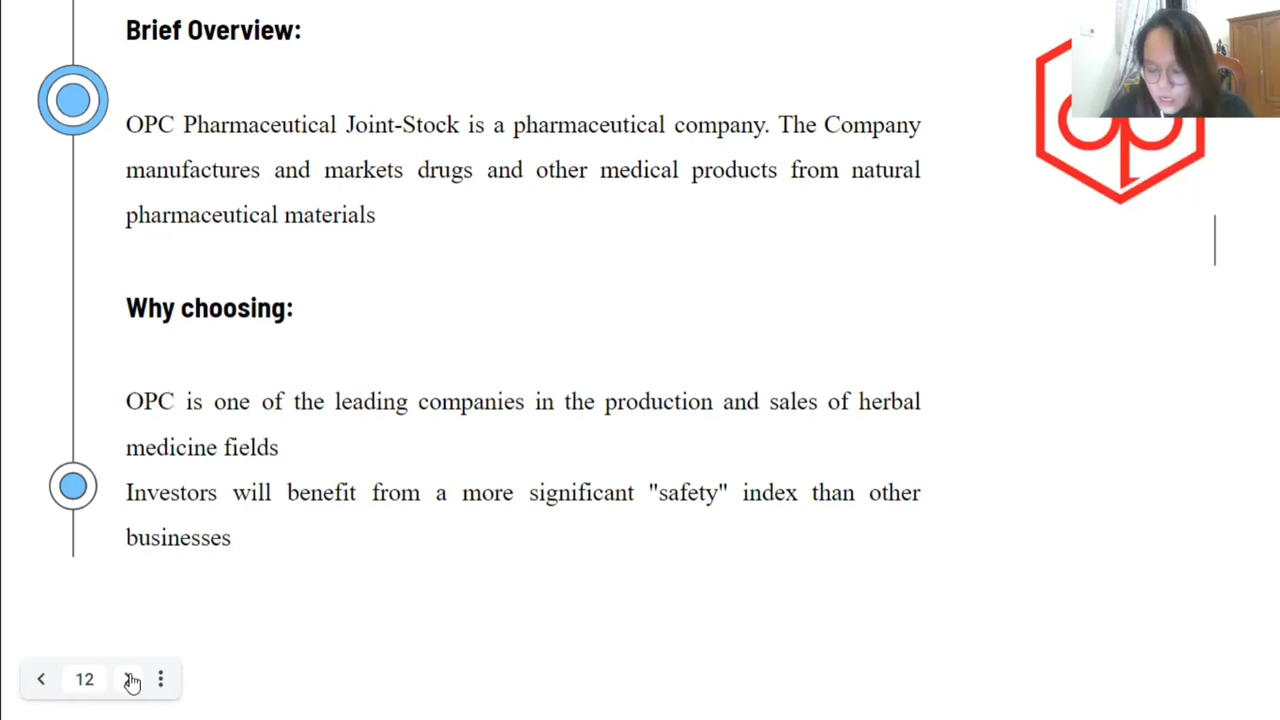 Brief Overview:
OPC Pharmaceutical Joint-Stock is a pharmaceutical company. The Company
manufactures and markets drugs and other medical products from natural
pharmaceutical materials
Why choosing:
OPC is one of the leading companies in the production and sales of herbal
medicine fields
Investors will benefit from a more significant "safety" index than other
businesses
12